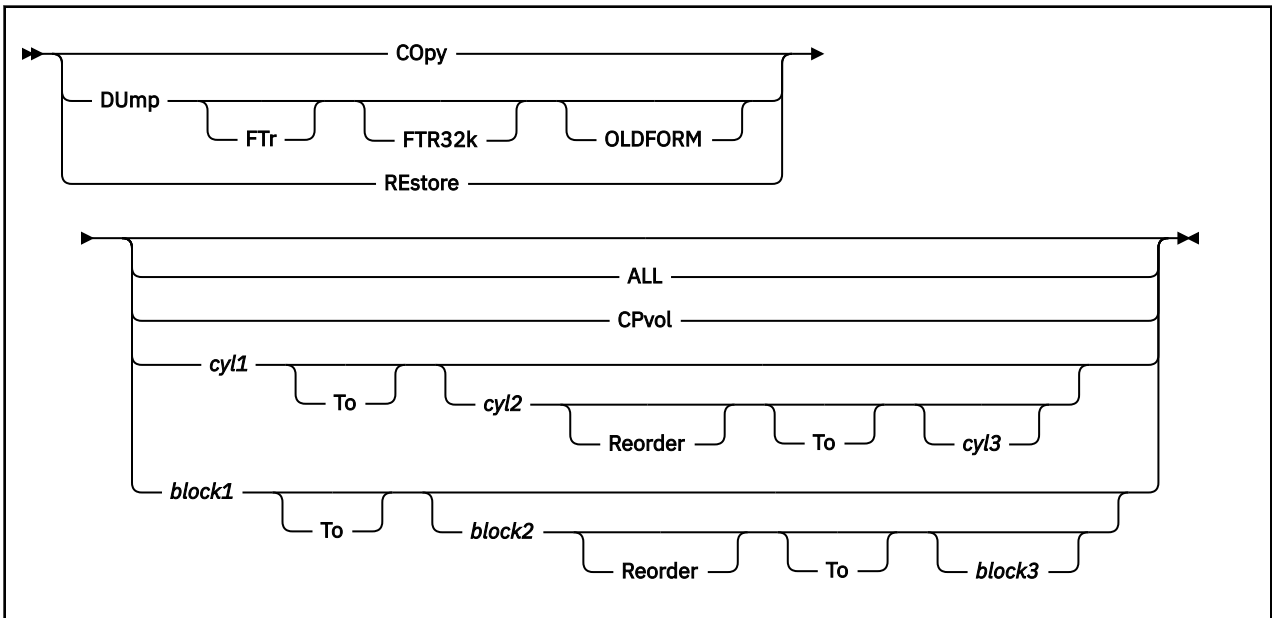 COpy
DUmp
FTr FTR32k OLDFORM
REstore
ALL
CPvol
cyl1
To cyl2
Reorder To cyl3
block1
To block2
Reorder To block3